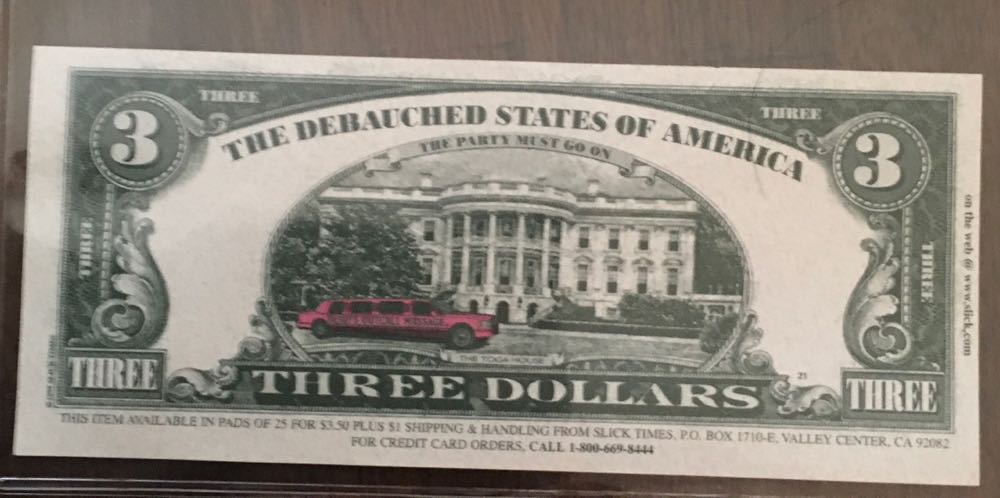 THREE
THREE
3
THE DEBAUCHED STATES OF AMERICA
3
THE PARTY MUST GO ON
THREE
THREE
on the web @ www.slick.com
MASSAGE
THE TOGA HOUSE
21
THREE
THREE DOLLARS
THREE
THIS ITEM AVAILABLE IN PADS OF 25 FOR $3.50 PLUS $1 SHIPPING & HANDLING FROM SLICK TIMES, P.O. BOX 1710-E, VALLEY CENTER, CA 92082
FOR CREDIT CARD ORDERS, CALL 1-800-669-8444